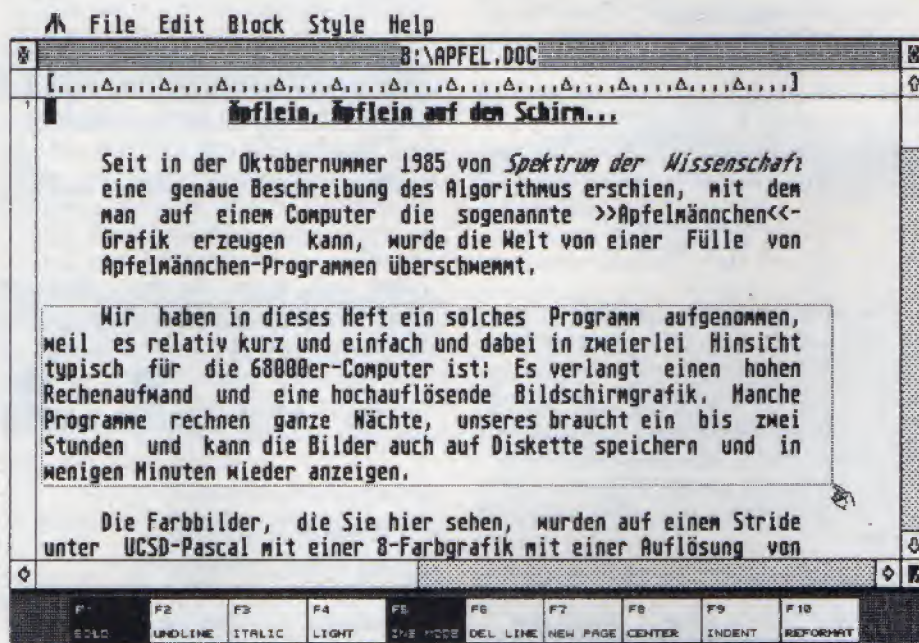 File Edit Block Style Help
B:\APFEL.DOC
Äpflein, Äpflein auf dem Schirm...
Seit in der Oktobernummer 1985 von Spektrum der Wissenschaft
eine genaue Beschreibung des Algorithmus erschien, mit dem
man auf einem Computer die sogenannte >>Apfelmännchen<<-
Grafik erzeugen kann, wurde die Welt von einer Fülle von
Apfelmännchen-Programmen überschwemmt.
Wir haben in dieses Heft ein solches Programm aufgenommen,
weil es relativ kurz und einfach und dabei in zweierlei Hinsicht
typisch für die 68000er-Computer ist: Es verlangt einen hohen
Rechenaufwand und eine hochauflösende Bildschirmgrafik. Manche
Programme rechnen ganze Nächte, unseres braucht ein bis zwei
Stunden und kann die Bilder auch auf Diskette speichern und in
wenigen Minuten wieder anzeigen.
Die Farbbilder, die Sie hier sehen, wurden auf einem Stride
unter UCSD-Pascal mit einer 8-Farbgrafik mit einer Auflösung von
F1 F2 F3 F4 F5 F6 F7 F8 F9 F10
BOLD UNDLINE ITALIC LIGHT INS MODE DEL LINE NEW PAGE CENTER INDENT REFORMAT